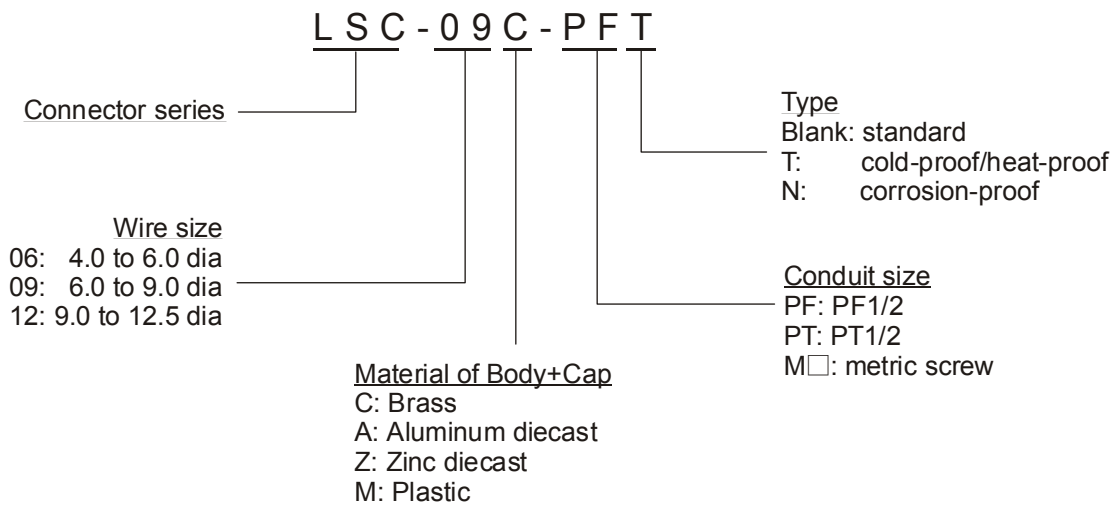 LSC-09C-PFT
Connector series
Type
Blank: standard
T: cold-proof/heat-proof
N: corrosion-proof
Wire size
06: 4.0 to 6.0 dia
09: 6.0 to 9.0 dia
12: 9.0 to 12.5 dia
Conduit size
PF: PF1/2
PT: PT1/2
M□: metric screw
Material of Body+Cap
C: Brass
A: Aluminum diecast
Z: Zinc diecast
M: Plastic